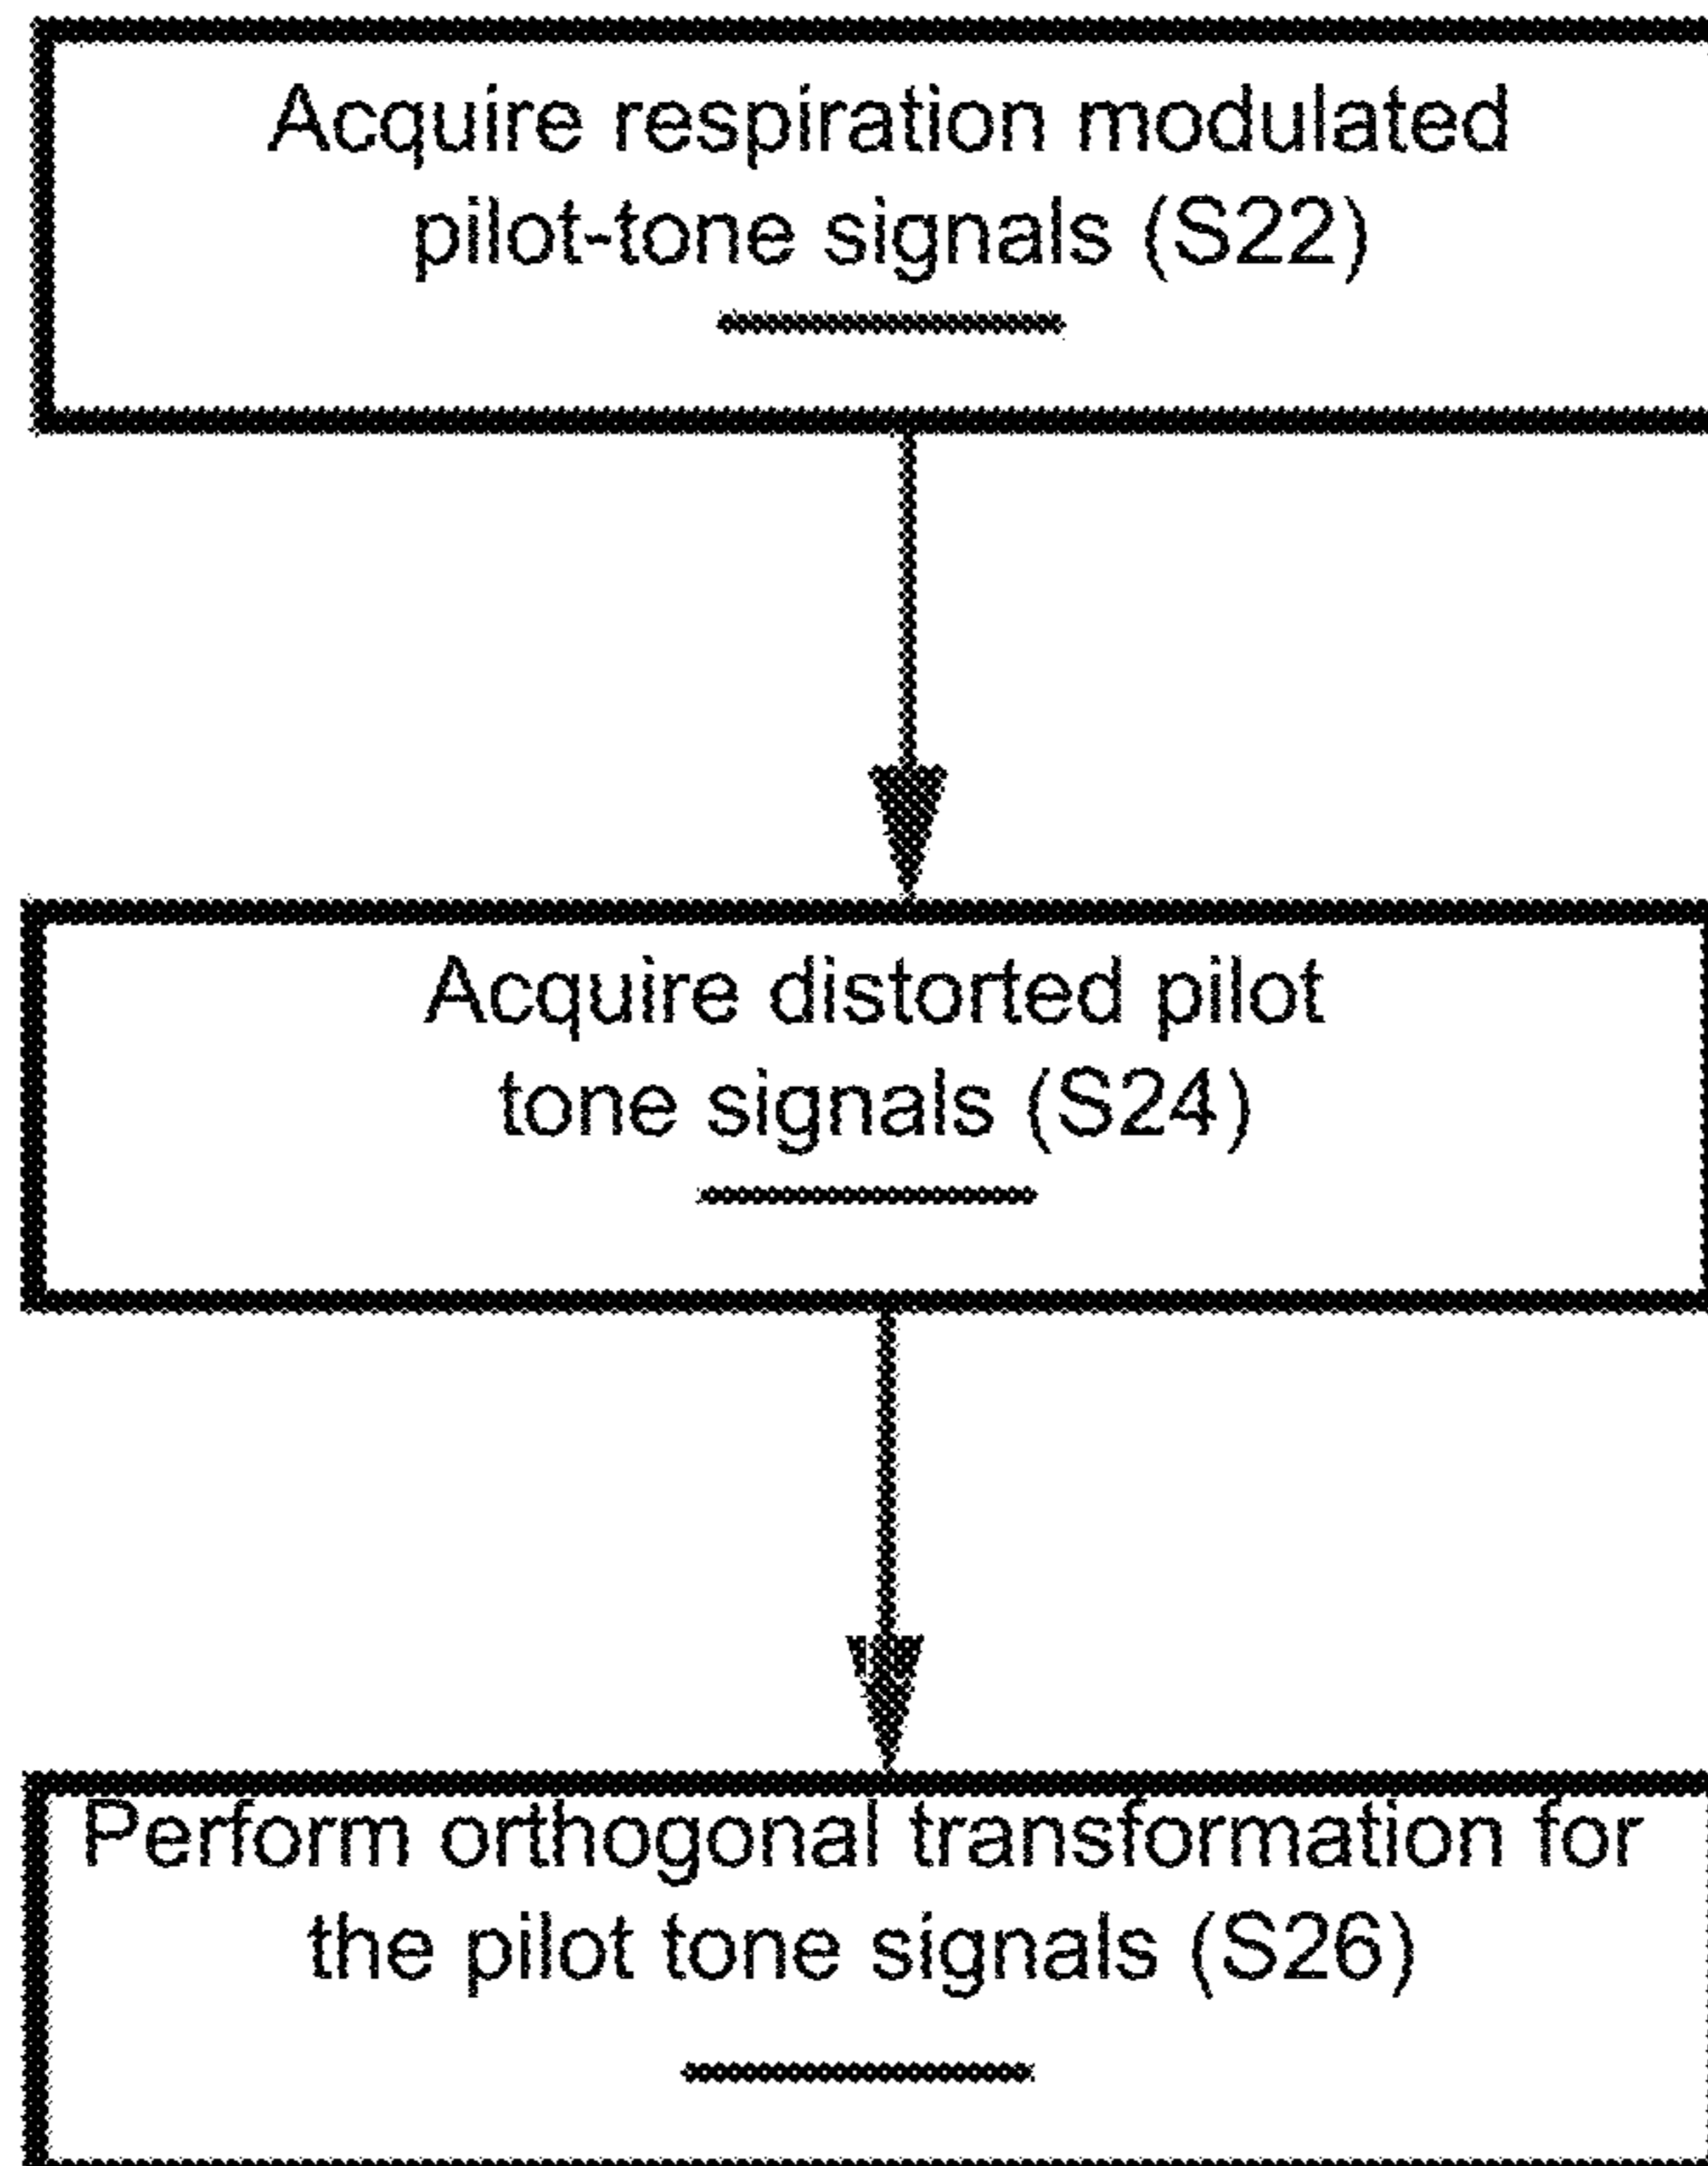 Acquire respiration modulated
pilot-tone signals (S22)
Acquire distorted pilot
tone signals (S24)
Perform orthogonal transformation for
the pilot tone signals (S26)